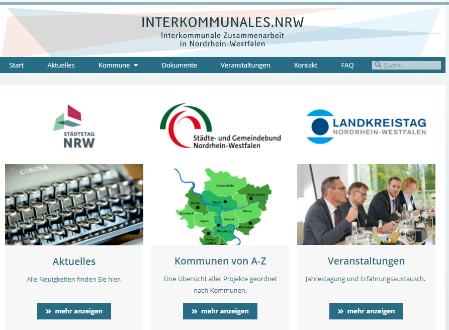 INTERKOMMUNALES.NRW
Interkommunale Zusammenarbeit
in Nordrhein-Westfalen
Start Aktuelles Kommune Dokumente Veranstaltungen Kontakt FAQ Suche...
STÄDTETAG
NRW
Städte- und Gemeindebund
Nordrhein-Westfalen
LANDKREISTAG
NORDRHEIN-WESTFALEN
CORONA
Aktuelles
Kommunen von A-Z
Veranstaltungen
Alle Neuigkeiten finden Sie hier.
Eine Übersicht aller Projekte geordnet
nach Kommunen.
Jahrestagung und Erfahrungsaustausch.
» mehr anzeigen
» mehr anzeigen
» mehr anzeigen